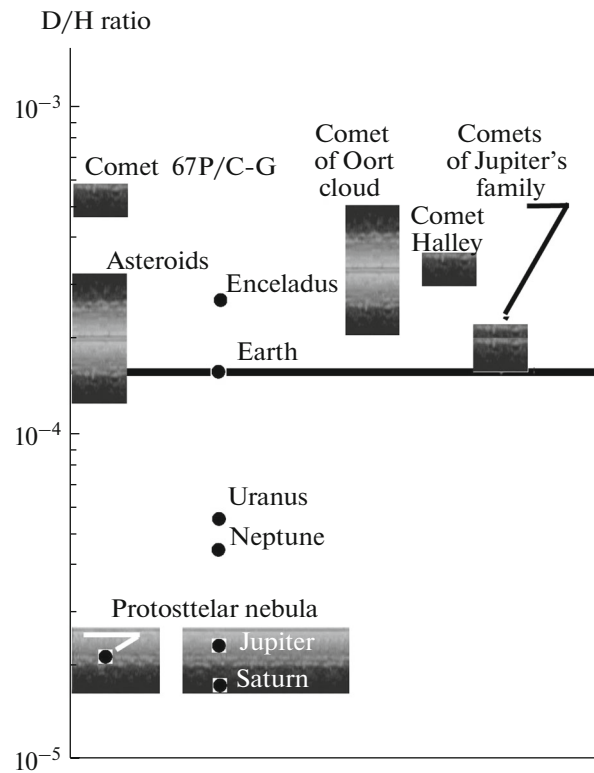 D/H ratio
10⁻³
Comet 67P/C-G
Comet
of Oort
cloud
Comets
of Jupiter's
family
Comet
Halley
Asteroids
Enceladus
Earth
10⁻⁴
Uranus
Neptune
Protosttelar nebula
Jupiter
Saturn
10⁻⁵